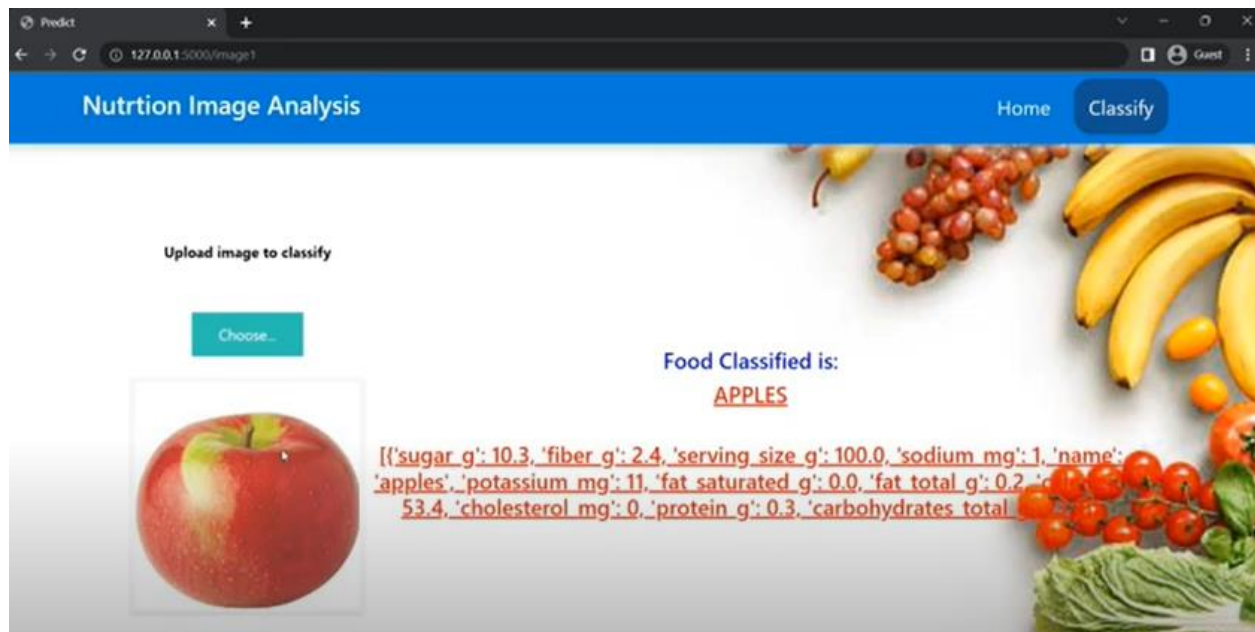 Predict
127.0.0.1:5000/image1
Guest
Nutrtion Image Analysis
Home
Classify
Upload image to classify
Choose...
Food Classified is:
APPLES
[{'sugar_g': 10.3, 'fiber_g': 2.4, 'serving_size_g': 100.0, 'sodium_mg': 1, 'name':
'apples', 'potassium_mg': 11, 'fat_saturated_g': 0.0, 'fat_total_g': 0.2,
53.4, 'cholesterol_mg': 0, 'protein_g': 0.3, 'carbohydrates_total